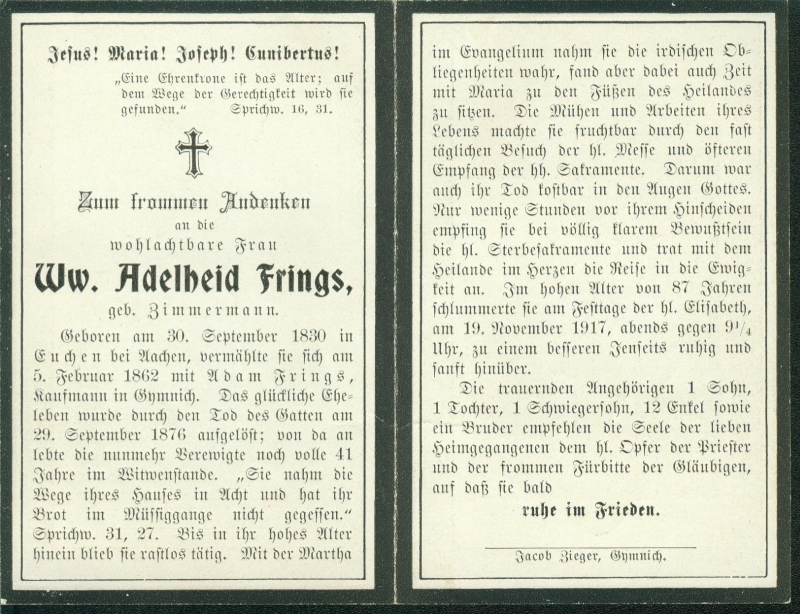 Jesus! Maria! Joseph! Cunibertus!
„Eine Ehrenkrone ist das Alter; auf
dem Wege der Gerechtigkeit wird sie
gefunden.“ Sprichw. 16, 31.
Zum frommen Andenken
an die
wohlachtbare Frau
Ww. Adelheid Frings,
geb. Zimmermann.
Geboren am 30. September 1830 in
Euchen bei Aachen, vermählte sie sich am
5. Februar 1862 mit Adam Frings,
Kaufmann in Gymnich. Das glückliche Ehe-
leben wurde durch den Tod des Gatten am
29. September 1876 aufgelöst; von da an
lebte die nunmehr Verewigte noch volle 41
Jahre im Witwenstande. „Sie nahm die
Wege ihres Hauses in Acht und hat ihr
Brot im Müssiggange nicht gegessen.“
Sprichw. 31, 27. Bis in ihr hohes Alter
hinein blieb sie rastlos tätig. Mit der Martha
im Evangelium nahm sie die irdischen Ob-
liegenheiten wahr, fand aber dabei auch Zeit
mit Maria zu den Füßen des Heilandes
zu sitzen. Die Mühen und Arbeiten ihres
Lebens machte sie fruchtbar durch den fast
täglichen Besuch der hl. Messe und öfteren
Empfang der hh. Sakramente. Darum war
auch ihr Tod kostbar in den Augen Gottes.
Nur wenige Stunden vor ihrem Hinscheiden
empfing sie bei völlig klarem Bewußtsein
die hl. Sterbesakramente und trat mit dem
Heilande im Herzen die Reise in die Ewig-
keit an. Im hohen Alter von 87 Jahren
schlummerte sie am Festtage der hl. Elisabeth,
am 19. November 1917, abends gegen 9¹/₄
Uhr, zu einem besseren Jenseits ruhig und
sanft hinüber.
Die trauernden Angehörigen 1 Sohn,
1 Tochter, 1 Schwiegersohn, 12 Enkel sowie
ein Bruder empfehlen die Seele der lieben
Heimgegangenen dem hl. Opfer der Priester
und der frommen Fürbitte der Gläubigen,
auf daß sie bald
ruhe im Frieden.
Jacob Zieger, Gymnich.